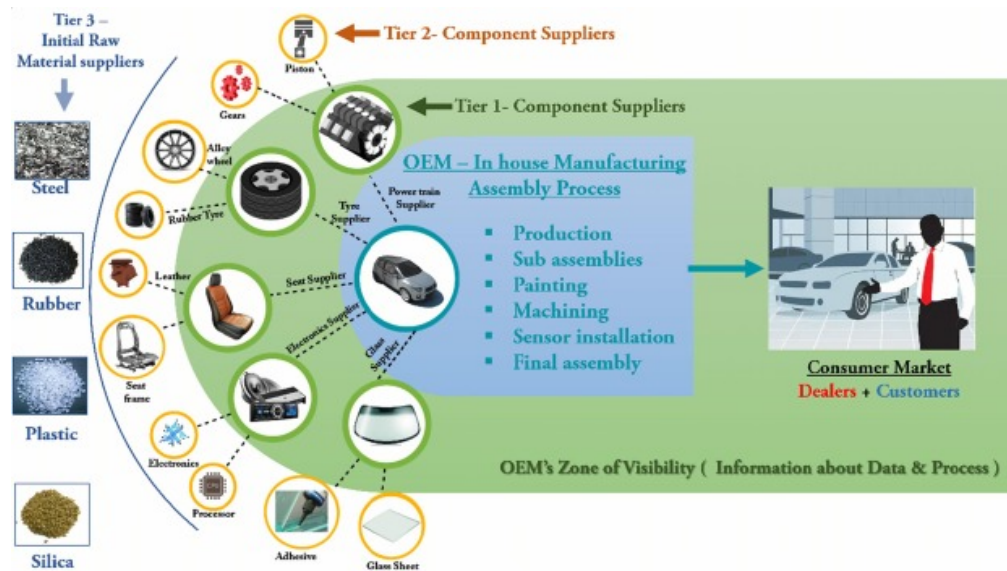 Tier 3 –
Initial Raw
Material suppliers
Steel
Rubber
Plastic
Silica
Tier 2- Component Suppliers
Piston
Gears
Tier 1- Component Suppliers
Alloy
wheel
Rubber Tyre
Leather
Seat
frame
Electronics
Processor
Adhesive
Glass Sheet
Power train
Supplier
Tyre
Supplier
Seat Supplier
Electronics Supplier
Glass
Supplier
OEM – In house Manufacturing
Assembly Process
▪ Production
▪ Sub assemblies
▪ Painting
▪ Machining
▪ Sensor installation
▪ Final assembly
Consumer Market
Dealers + Customers
OEM's Zone of Visibility ( Information about Data & Process )